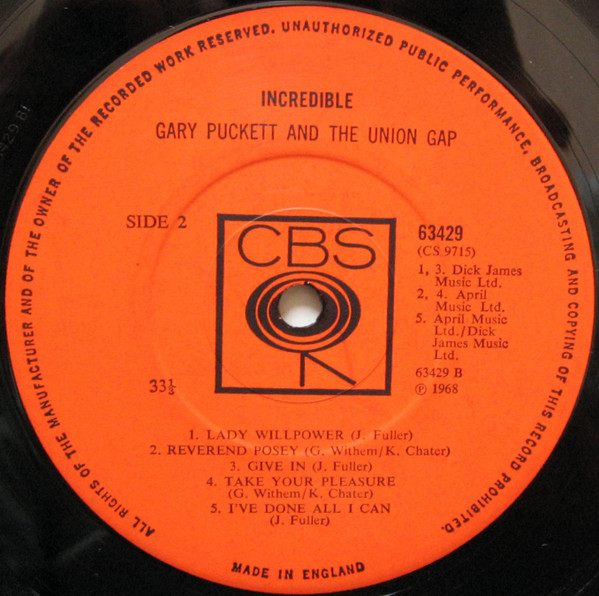 ALL RIGHTS OF THE MANUFACTURER AND OF THE OWNER OF THE RECORDED WORK RESERVED. UNAUTHORIZED PUBLIC PERFORMANCE, BROADCASTING AND COPYING OF THIS RECORD PROHIBITED.
INCREDIBLE
GARY PUCKETT AND THE UNION GAP
SIDE 2
CBS
63429
(CS 9715)
1, 3. Dick James
Music Ltd.
2, 4. April
Music Ltd.
5. April Music
Ltd./Dick
James Music
Ltd.
63429 B
℗ 1968
33⅓
1. LADY WILLPOWER (J. Fuller)
2. REVEREND POSEY (G. Withem/K. Chater)
3. GIVE IN (J. Fuller)
4. TAKE YOUR PLEASURE
(G. Withem/K. Chater)
5. I'VE DONE ALL I CAN
(J. Fuller)
MADE IN ENGLAND